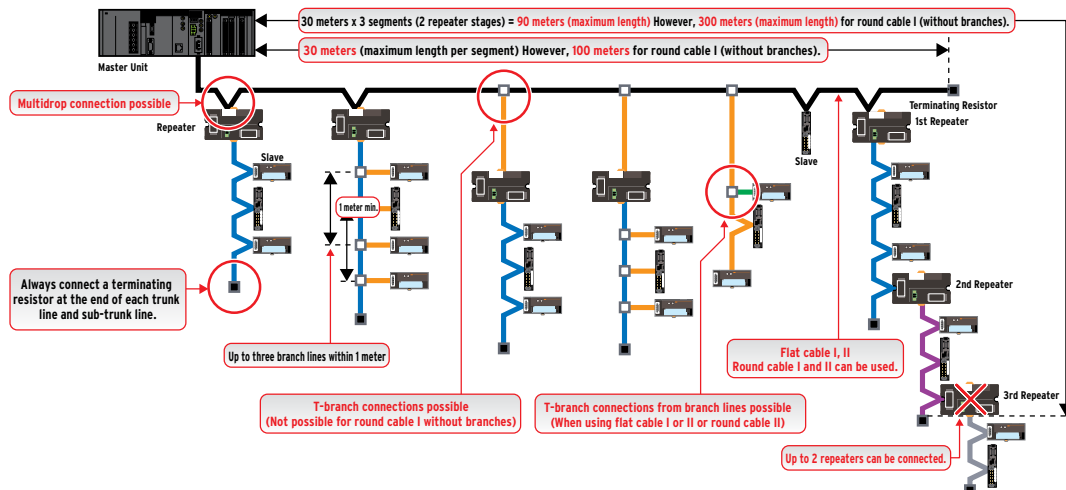 30 meters x 3 segments (2 repeater stages) = 90 meters (maximum length) However, 300 meters (maximum length) for round cable I (without branches).
30 meters (maximum length per segment) However, 100 meters for round cable I (without branches).
Master Unit
Multidrop connection possible
Repeater
Slave
Terminating Resistor
1st Repeater
Slave
1 meter min.
Always connect a terminating
resistor at the end of each trunk
line and sub-trunk line.
2nd Repeater
Up to three branch lines within 1 meter
Flat cable I, II
Round cable I and II can be used.
T-branch connections possible
(Not possible for round cable I without branches)
T-branch connections from branch lines possible
(When using flat cable I or II or round cable II)
3rd Repeater
Up to 2 repeaters can be connected.